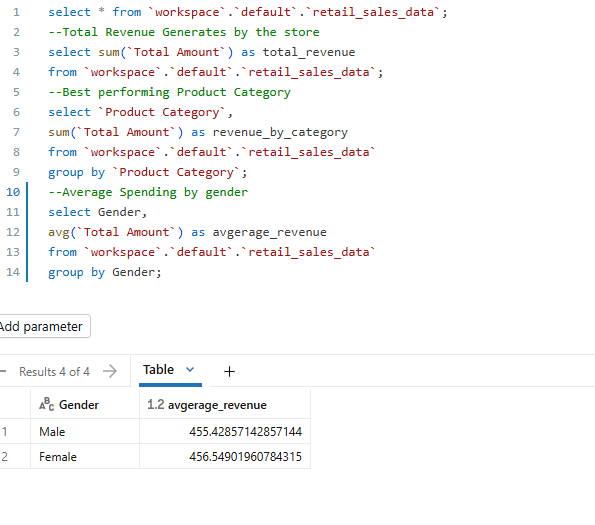 1 select * from `workspace`.`default`.`retail_sales_data`;
2 --Total Revenue Generates by the store
3 select sum(`Total Amount`) as total_revenue
4 from `workspace`.`default`.`retail_sales_data`;
5 --Best performing Product Category
6 select `Product Category`,
7 sum(`Total Amount`) as revenue_by_category
8 from `workspace`.`default`.`retail_sales_data`
9 group by `Product Category`;
10 --Average Spending by gender
11 select Gender,
12 avg(`Total Amount`) as avgerage_revenue
13 from `workspace`.`default`.`retail_sales_data`
14 group by Gender;
Add parameter
Results 4 of 4 Table +
ABC Gender 1.2 avgerage_revenue
1 Male 455.42857142857144
2 Female 456.54901960784315